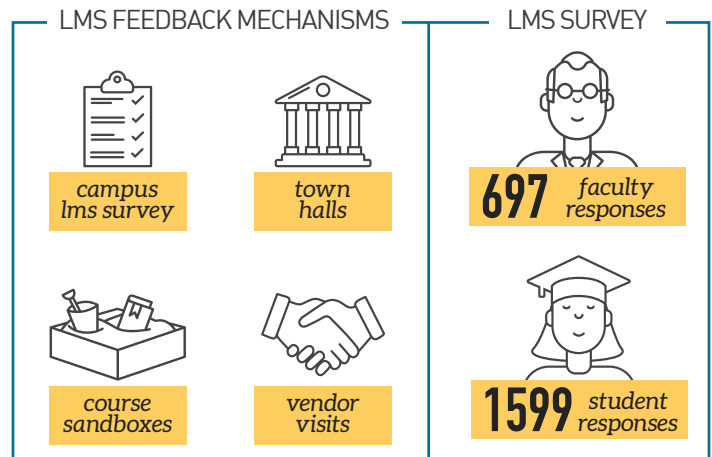 LMS FEEDBACK MECHANISMS
campus
lms survey
town
halls
course
sandboxes
vendor
visits
LMS SURVEY
697 faculty
responses
1599 student
responses